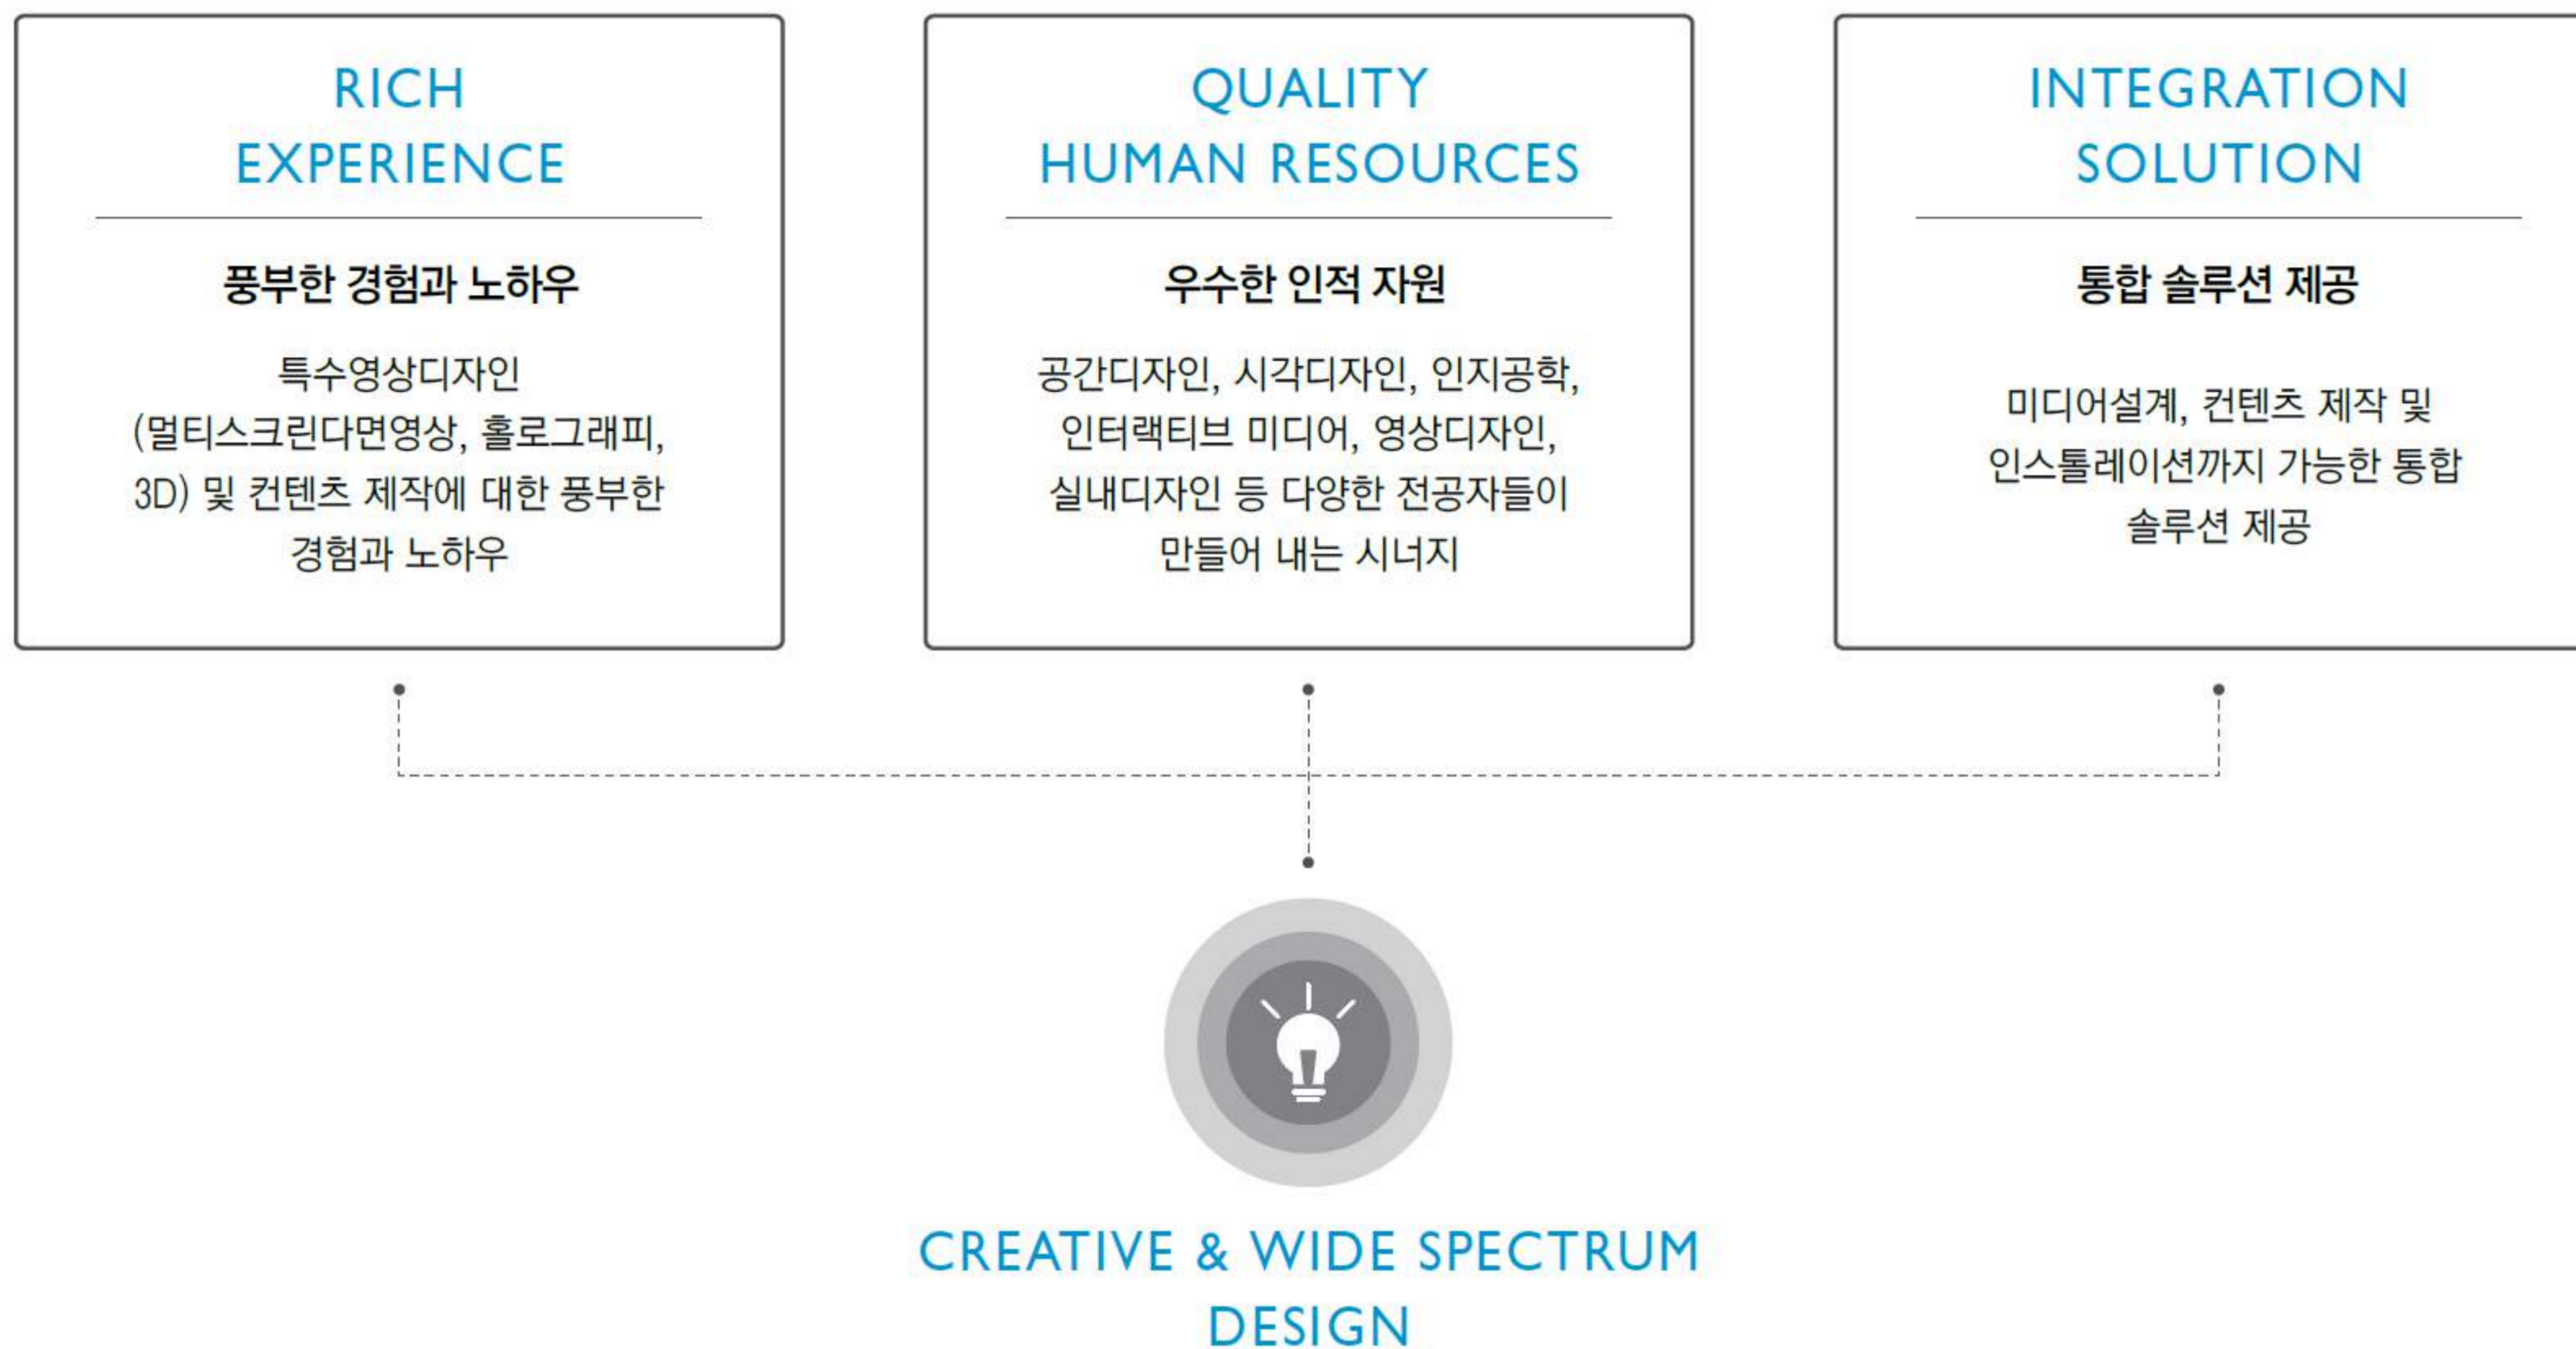 RICH
EXPERIENCE
풍부한 경험과 노하우
특수영상디자인
(멀티스크린다면영상, 홀로그래피,
3D) 및 컨텐츠 제작에 대한 풍부한
경험과 노하우
QUALITY
HUMAN RESOURCES
우수한 인적 자원
공간디자인, 시각디자인, 인지공학,
인터랙티브 미디어, 영상디자인,
실내디자인 등 다양한 전공자들이
만들어 내는 시너지
INTEGRATION
SOLUTION
통합 솔루션 제공
미디어설계, 컨텐츠 제작 및
인스톨레이션까지 가능한 통합
솔루션 제공
CREATIVE & WIDE SPECTRUM
DESIGN